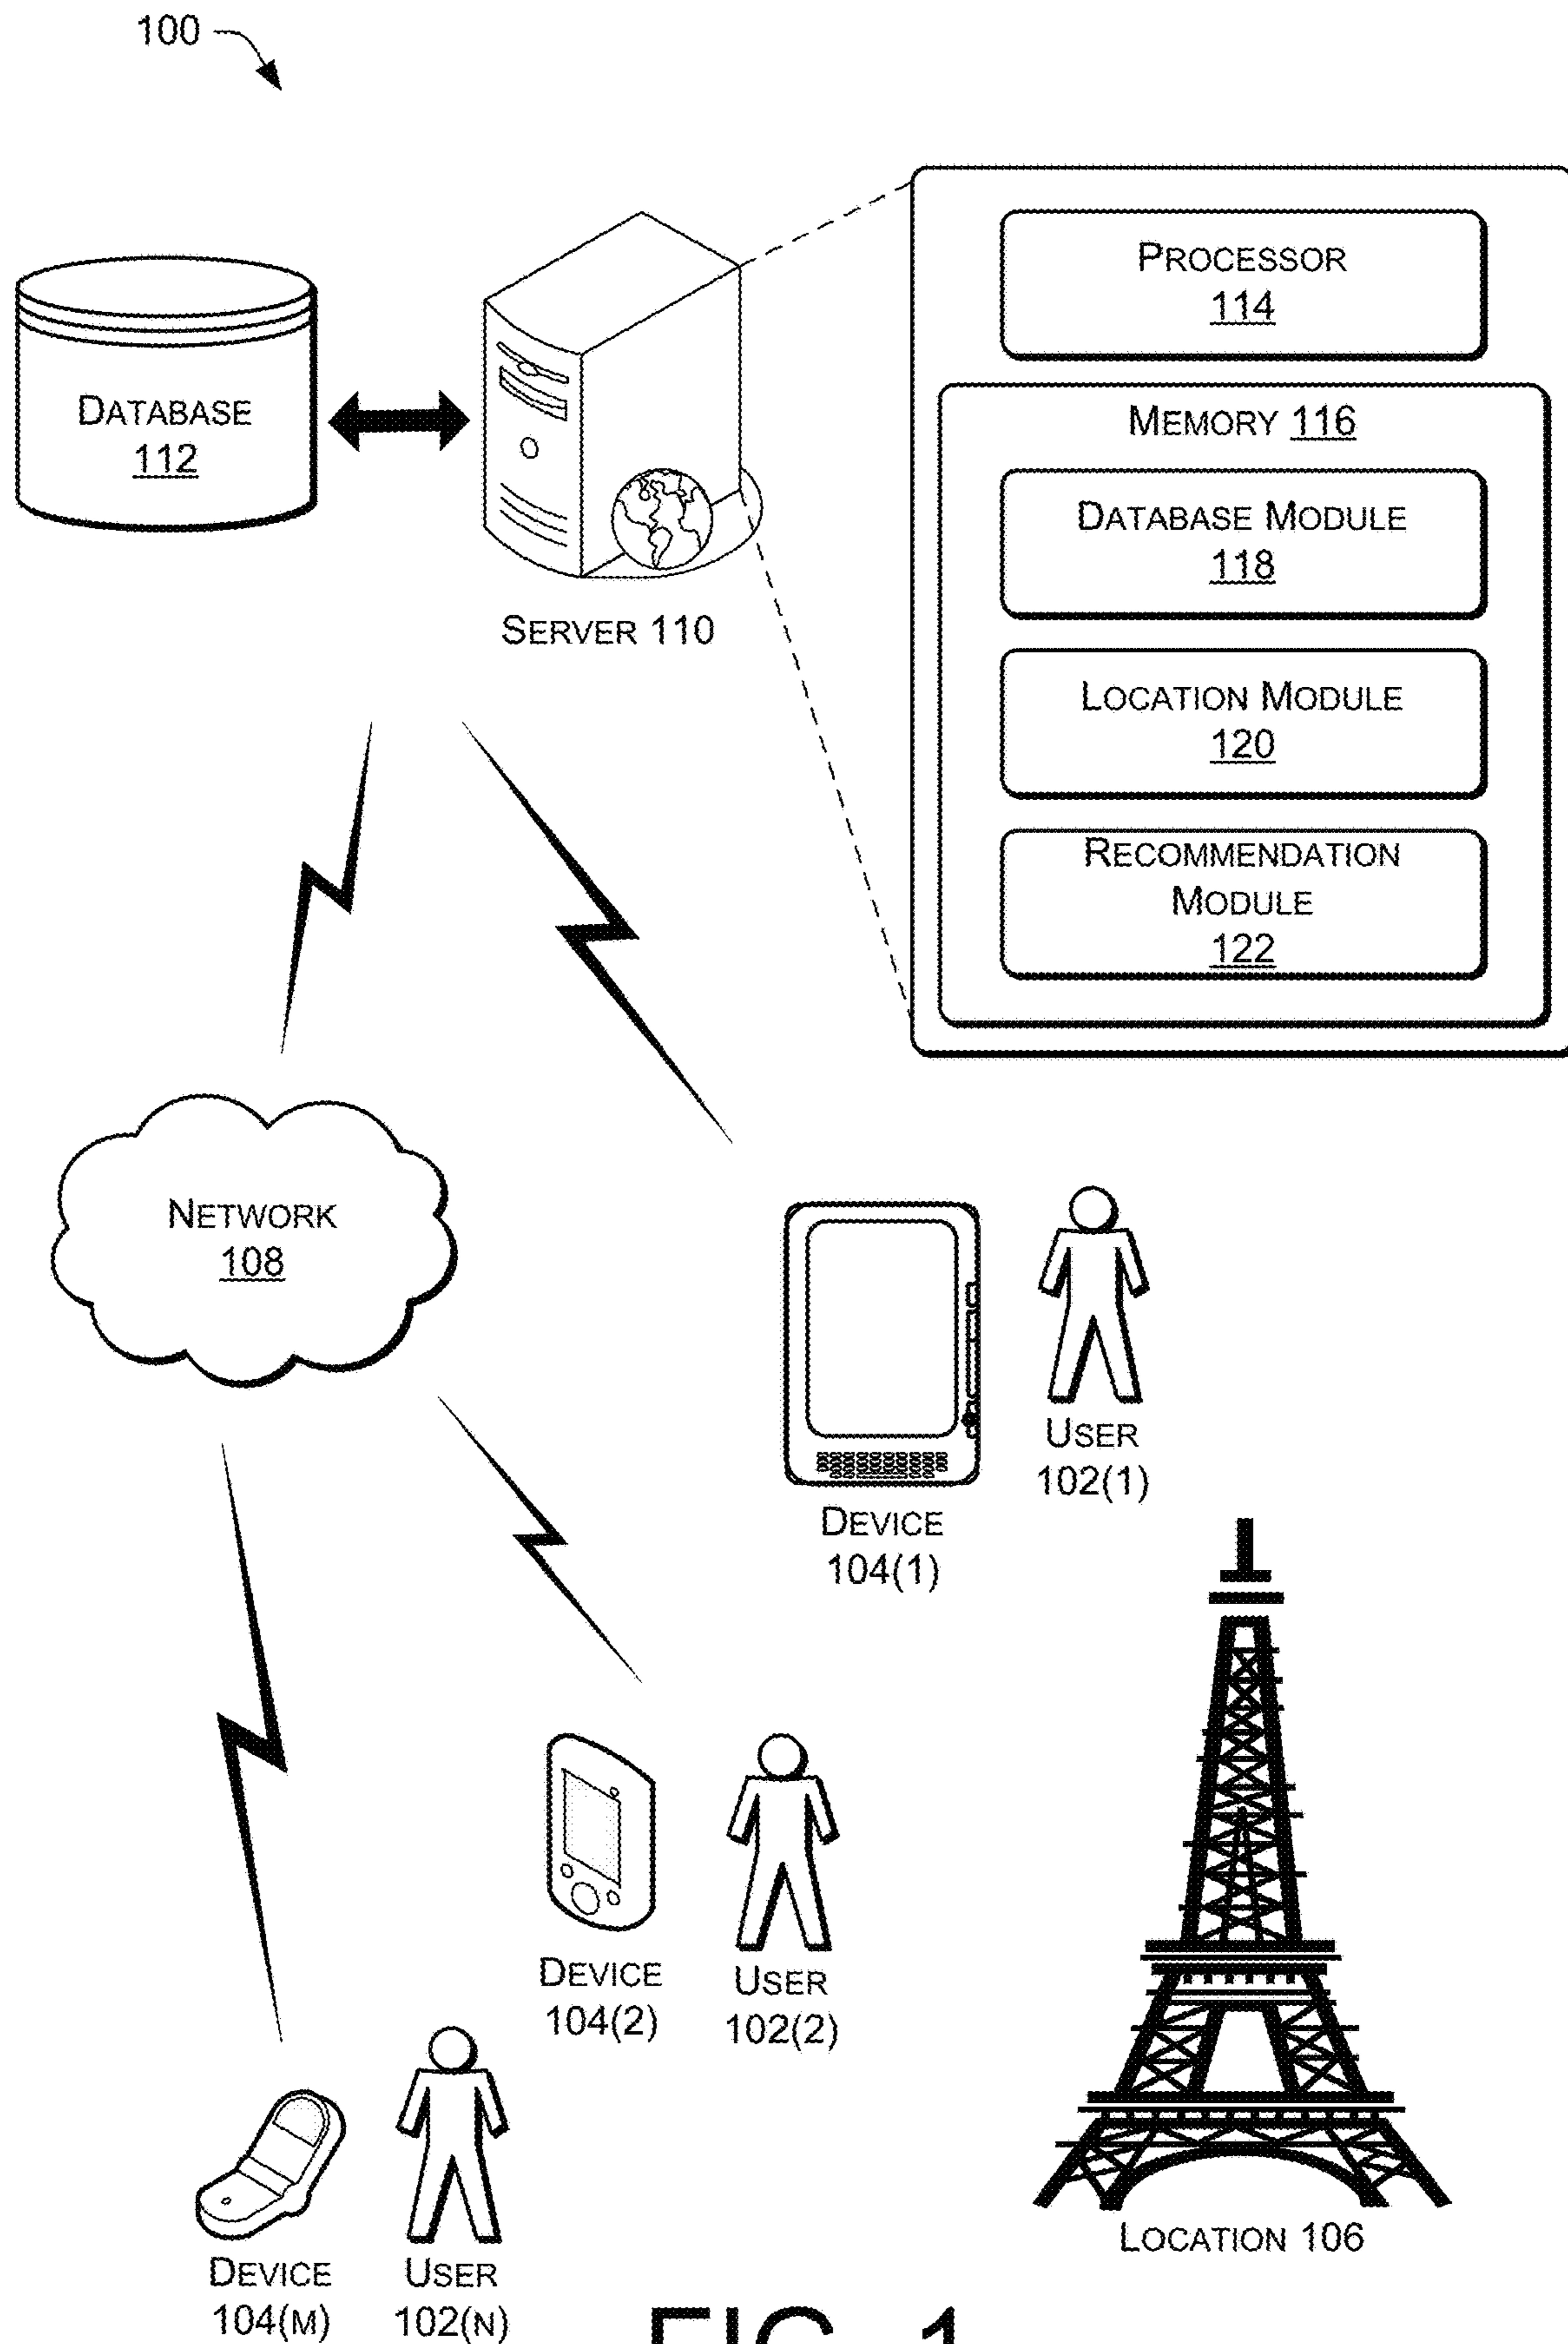 100
PROCESSOR
114
DATABASE
112
MEMORY 116
DATABASE MODULE
118
SERVER 110
LOCATION MODULE
120
RECOMMENDATION
MODULE
122
NETWORK
108
USER
102(1)
DEVICE
104(1)
DEVICE
104(2)
USER
102(2)
LOCATION 106
DEVICE
104(M)
USER
102(N)
FIG. 1